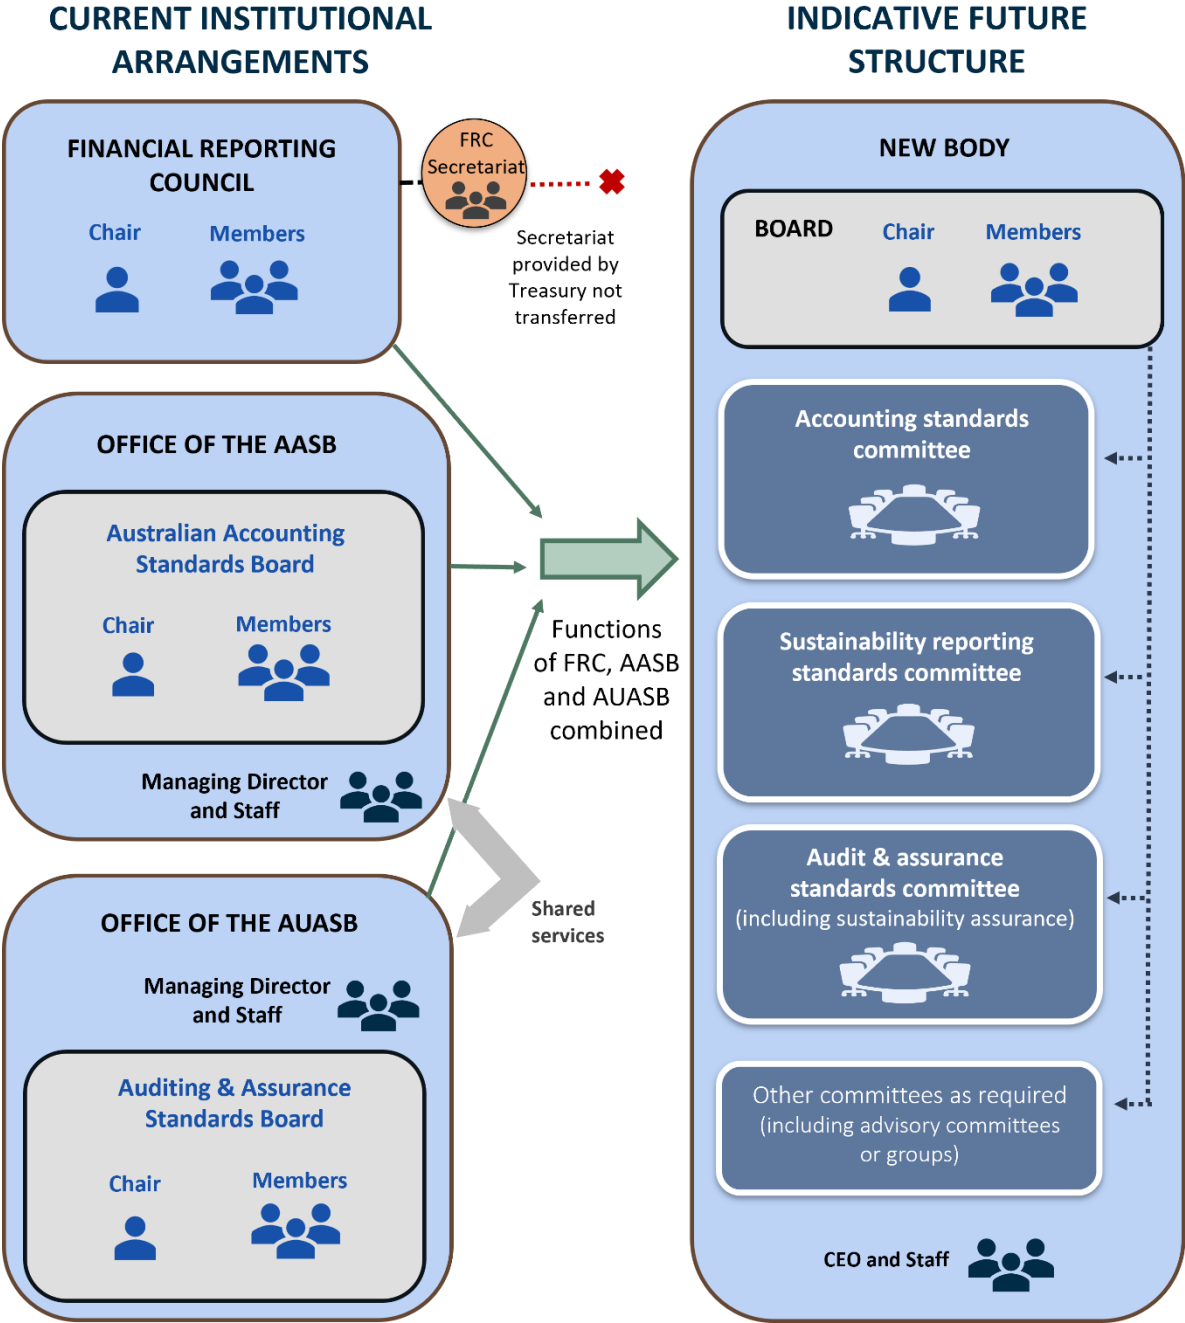 CURRENT INSTITUTIONAL
ARRANGEMENTS
FINANCIAL REPORTING
COUNCIL
Chair
Members
FRC
Secretariat
Secretariat
provided by
Treasury not
transferred
OFFICE OF THE AASB
Australian Accounting
Standards Board
Chair
Members
Managing Director
and Staff
OFFICE OF THE AUASB
Managing Director
and Staff
Auditing & Assurance
Standards Board
Chair
Members
Shared
services
Functions
of FRC, AASB
and AUASB
combined
INDICATIVE FUTURE
STRUCTURE
NEW BODY
BOARD
Chair
Members
Accounting standards
committee
Sustainability reporting
standards committee
Audit & assurance
standards committee
(including sustainability assurance)
Other committees as required
(including advisory committees
or groups)
CEO and Staff